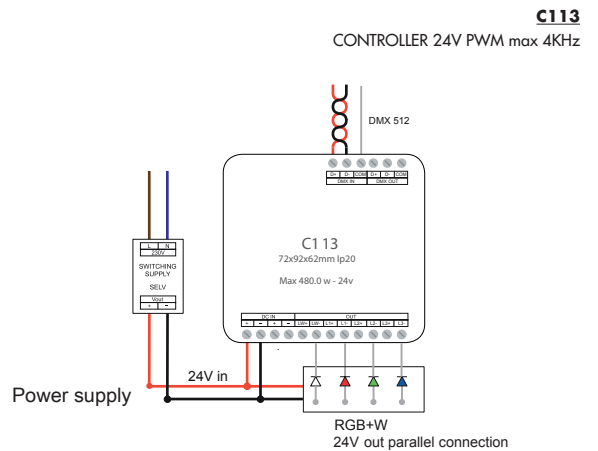 C113
CONTROLLER 24V PWM max 4KHz
DMX 512
D+ D- COM D+ D- COM
DMX IN DMX OUT
L N
230V
SWITCHING
SUPPLY
SELV
Vout
+ –
C113
72x92x62mm Ip20
Max 480.0 w - 24v
DC IN OUT
+ – + – LW+ LW- L1+ L1- L2+ L2- L3+ L3-
24V in
Power supply
RGB+W
24V out parallel connection